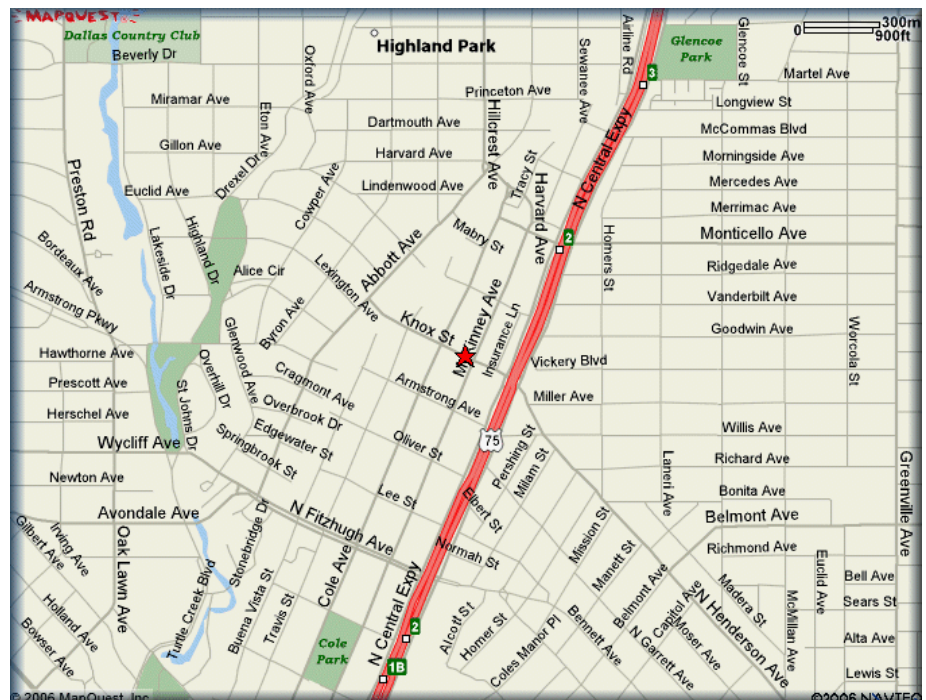 MAPQUEST
Dallas Country Club
Beverly Dr
Highland Park
Oxford Ave
Sewanee Ave
Airline Rd
3
Glencoe
Park
Glencoe St
0
300m
900ft
Martel Ave
Miramar Ave
Eton Ave
Princeton Ave
Longview St
Dartmouth Ave
Hillcrest Ave
N Central Expy
McCommas Blvd
Gillon Ave
Harvard Ave
Tracy St
Morningside Ave
Preston Rd
Euclid Ave
Drexel Dr
Cowper Ave
Lindenwood Ave
Harvard Ave
Mercedes Ave
Merrimac Ave
Bordeaux Ave
Lakeside Dr
Highland Dr
Abbott Ave
Mabry St
2
Homers St
Monticello Ave
Alice Cir
Lexington Ave
Ridgedale Ave
Armstrong Pkwy
Byron Ave
Knox St
McKinney Ave
Insurance Ln
Vanderbilt Ave
Goodwin Ave
Worcola St
Hawthorne Ave
Glenwood Ave
Overhill Dr
Vickery Blvd
Prescott Ave
St Johns Dr
Cragmont Ave
Armstrong Ave
Miller Ave
Herschel Ave
Overbrook Dr
Willis Ave
Wycliff Ave
Springbrook St
Edgewater St
Oliver St
75
Pershing St
Milam St
Richard Ave
Laneri Ave
Greenville Ave
Newton Ave
Lee St
Elbert St
Bonita Ave
Avondale Ave
N Fitzhugh Ave
Belmont Ave
Gilbert Ave
Irving Ave
Oak Lawn Ave
Stonebridge Dr
Normah St
Mission St
Manett St
Richmond Ave
Turtle Creek Blvd
Buena Vista St
Travis St
Cole Ave
N Central Expy
Belmont Ave
Euclid Ave
Bell Ave
Holland Ave
Bowser Ave
Cole
Park
2
Alcott St
Homer St
Coles Manor Pl
Bennett Ave
N Garrett Ave
Moser Ave
Capitol Ave
N Henderson Ave
Madera St
McMillan Ave
Sears St
Alta Ave
1B
Lewis St
© 2006 MapQuest, Inc
©2006 NAVTEQ